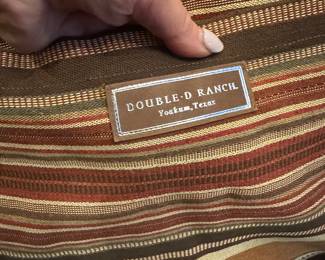 DOUBLE-D RANCH
Yoakum, Texas